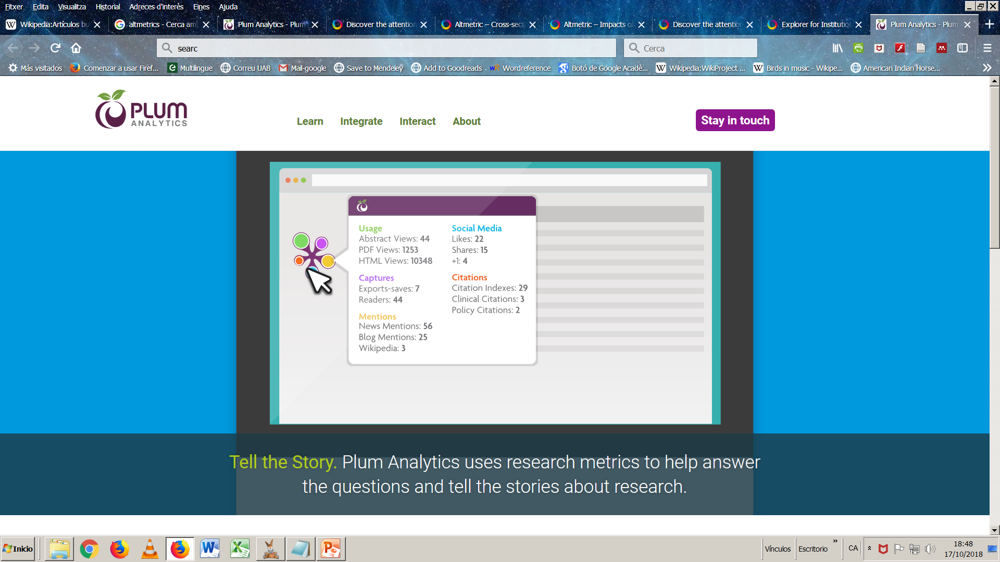 Fitxer Edita Visualitza Historial Adreces d'interès Eines Ajuda
Wikipedia:Artículos bu altmetrics - Cerca am Plum Analytics - Plum Discover the attention Altmetric – Cross-sect Altmetric – Impacts o Discover the attention Explorer for Institutio Plum Analytics - Plum
searc Cerca
Más visitados Comenzar a usar Firef... Multilingue Correu UAB Mail-google Save to Mendeley Add to Goodreads Wordreference Botó de Google Acadè... Wikipedia:WikiProject ... Birds in music - Wikipe... American Indian Horse...
PLUM
ANALYTICS
Learn Integrate Interact About
Stay in touch
Usage
Abstract Views: 44
PDF Views: 1253
HTML Views: 10348
Captures
Exports-saves: 7
Readers: 44
Mentions
News Mentions: 56
Blog Mentions: 25
Wikipedia: 3
Social Media
Likes: 22
Shares: 15
+1: 4
Citations
Citation Indexes: 29
Clinical Citations: 3
Policy Citations: 2
Tell the Story. Plum Analytics uses research metrics to help answer
the questions and tell the stories about research.
Inicio
Vínculos Escritorio » CA
18:48
17/10/2018